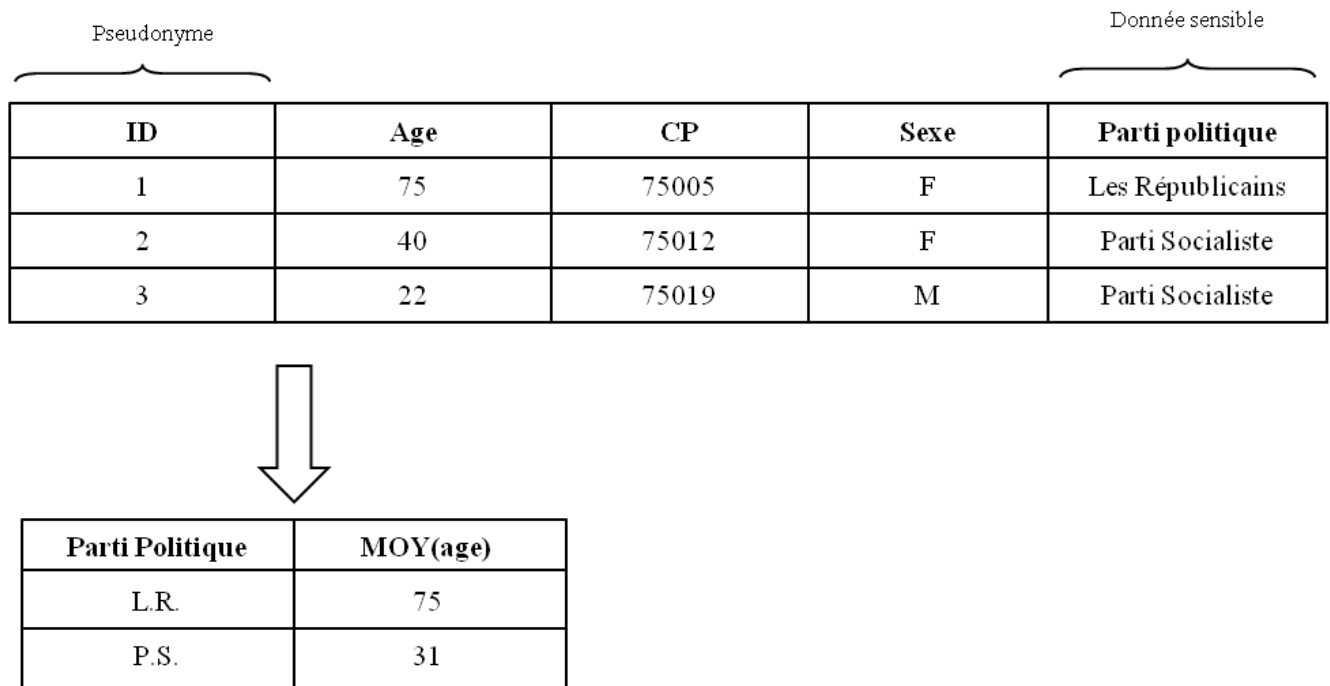 Pseudonyme Donnée sensible
ID Age CP Sexe Parti politique
1 75 75005 F Les Républicains
2 40 75012 F Parti Socialiste
3 22 75019 M Parti Socialiste
Parti Politique MOY(age)
L.R. 75
P.S. 31